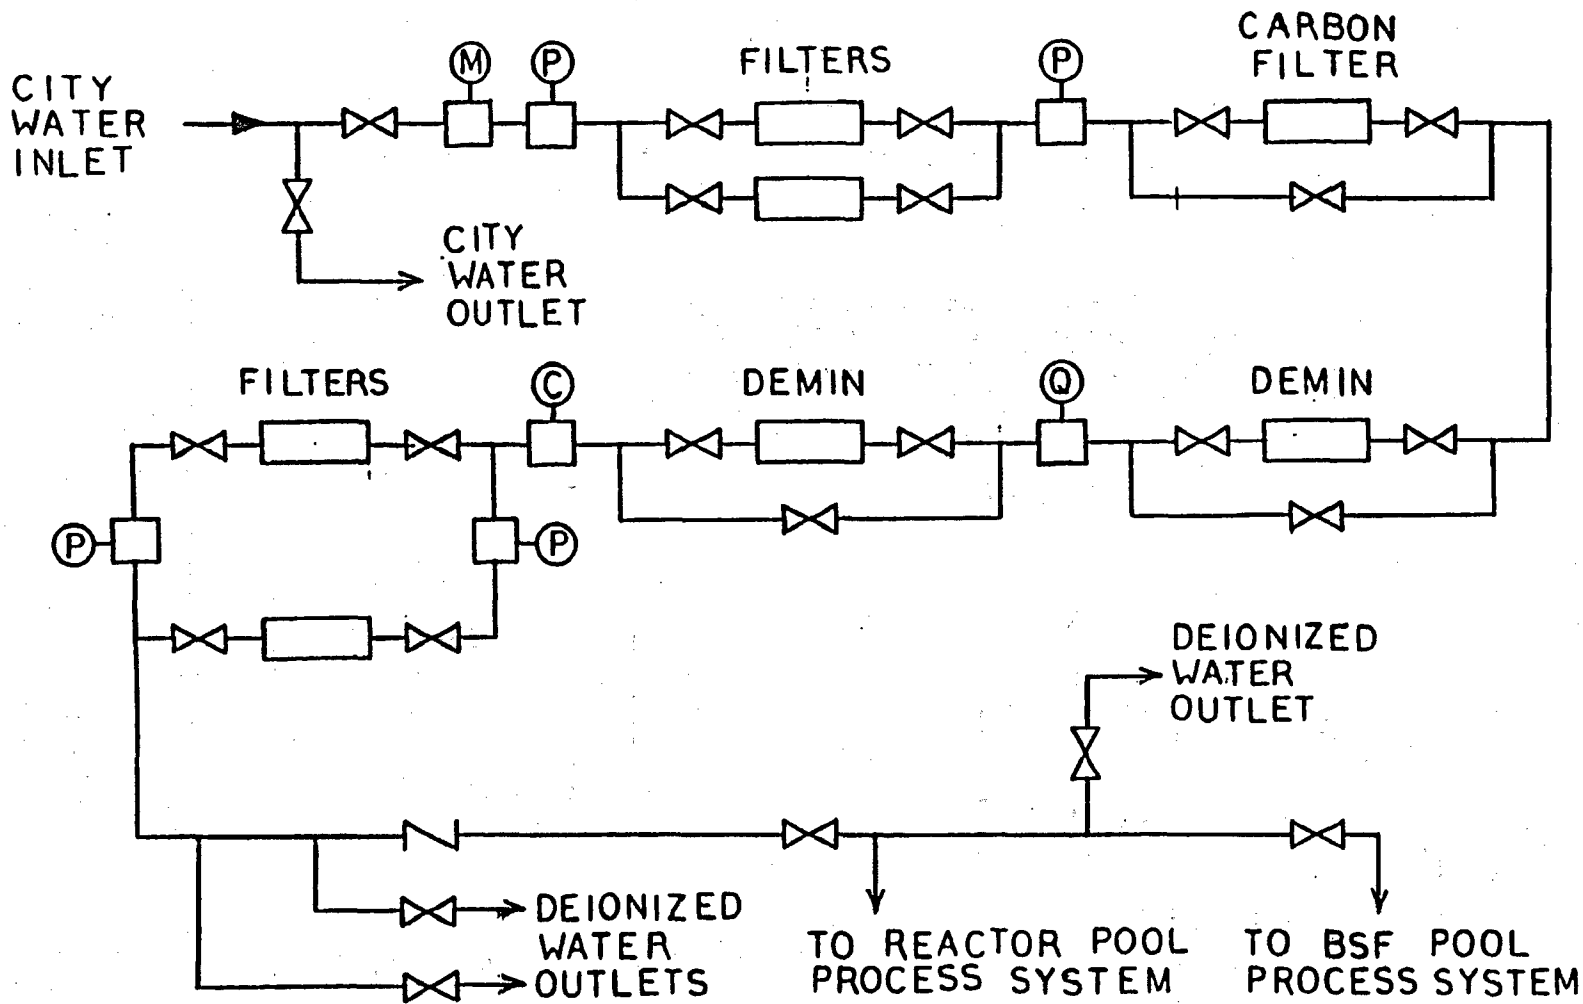 CITY
WATER
INLET
M
P
FILTERS
P
CARBON
FILTER
CITY
WATER
OUTLET
FILTERS
C
DEMIN
Q
DEMIN
P
P
DEIONIZED
WATER
OUTLET
DEIONIZED
WATER
OUTLETS
TO REACTOR POOL
PROCESS SYSTEM
TO BSF POOL
PROCESS SYSTEM